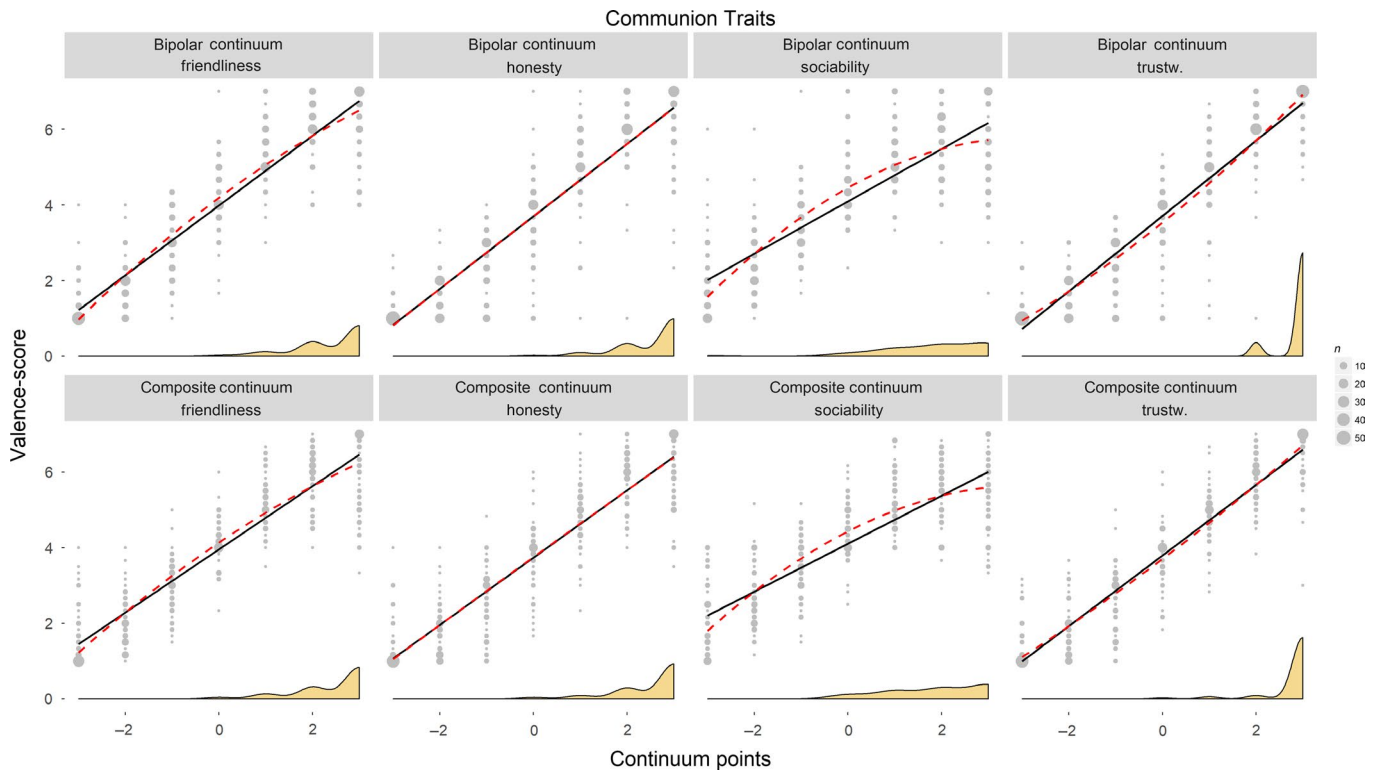 Communion Traits
Bipolar continuum
friendliness
Bipolar continuum
honesty
Bipolar continuum
sociability
Bipolar continuum
trustw.
6
4
2
0
Composite continuum
friendliness
Composite continuum
honesty
Composite continuum
sociability
Composite continuum
trustw.
6
4
2
0
Valence-score
n
10
20
30
40
50
−2 0 2 −2 0 2 −2 0 2 −2 0 2
Continuum points